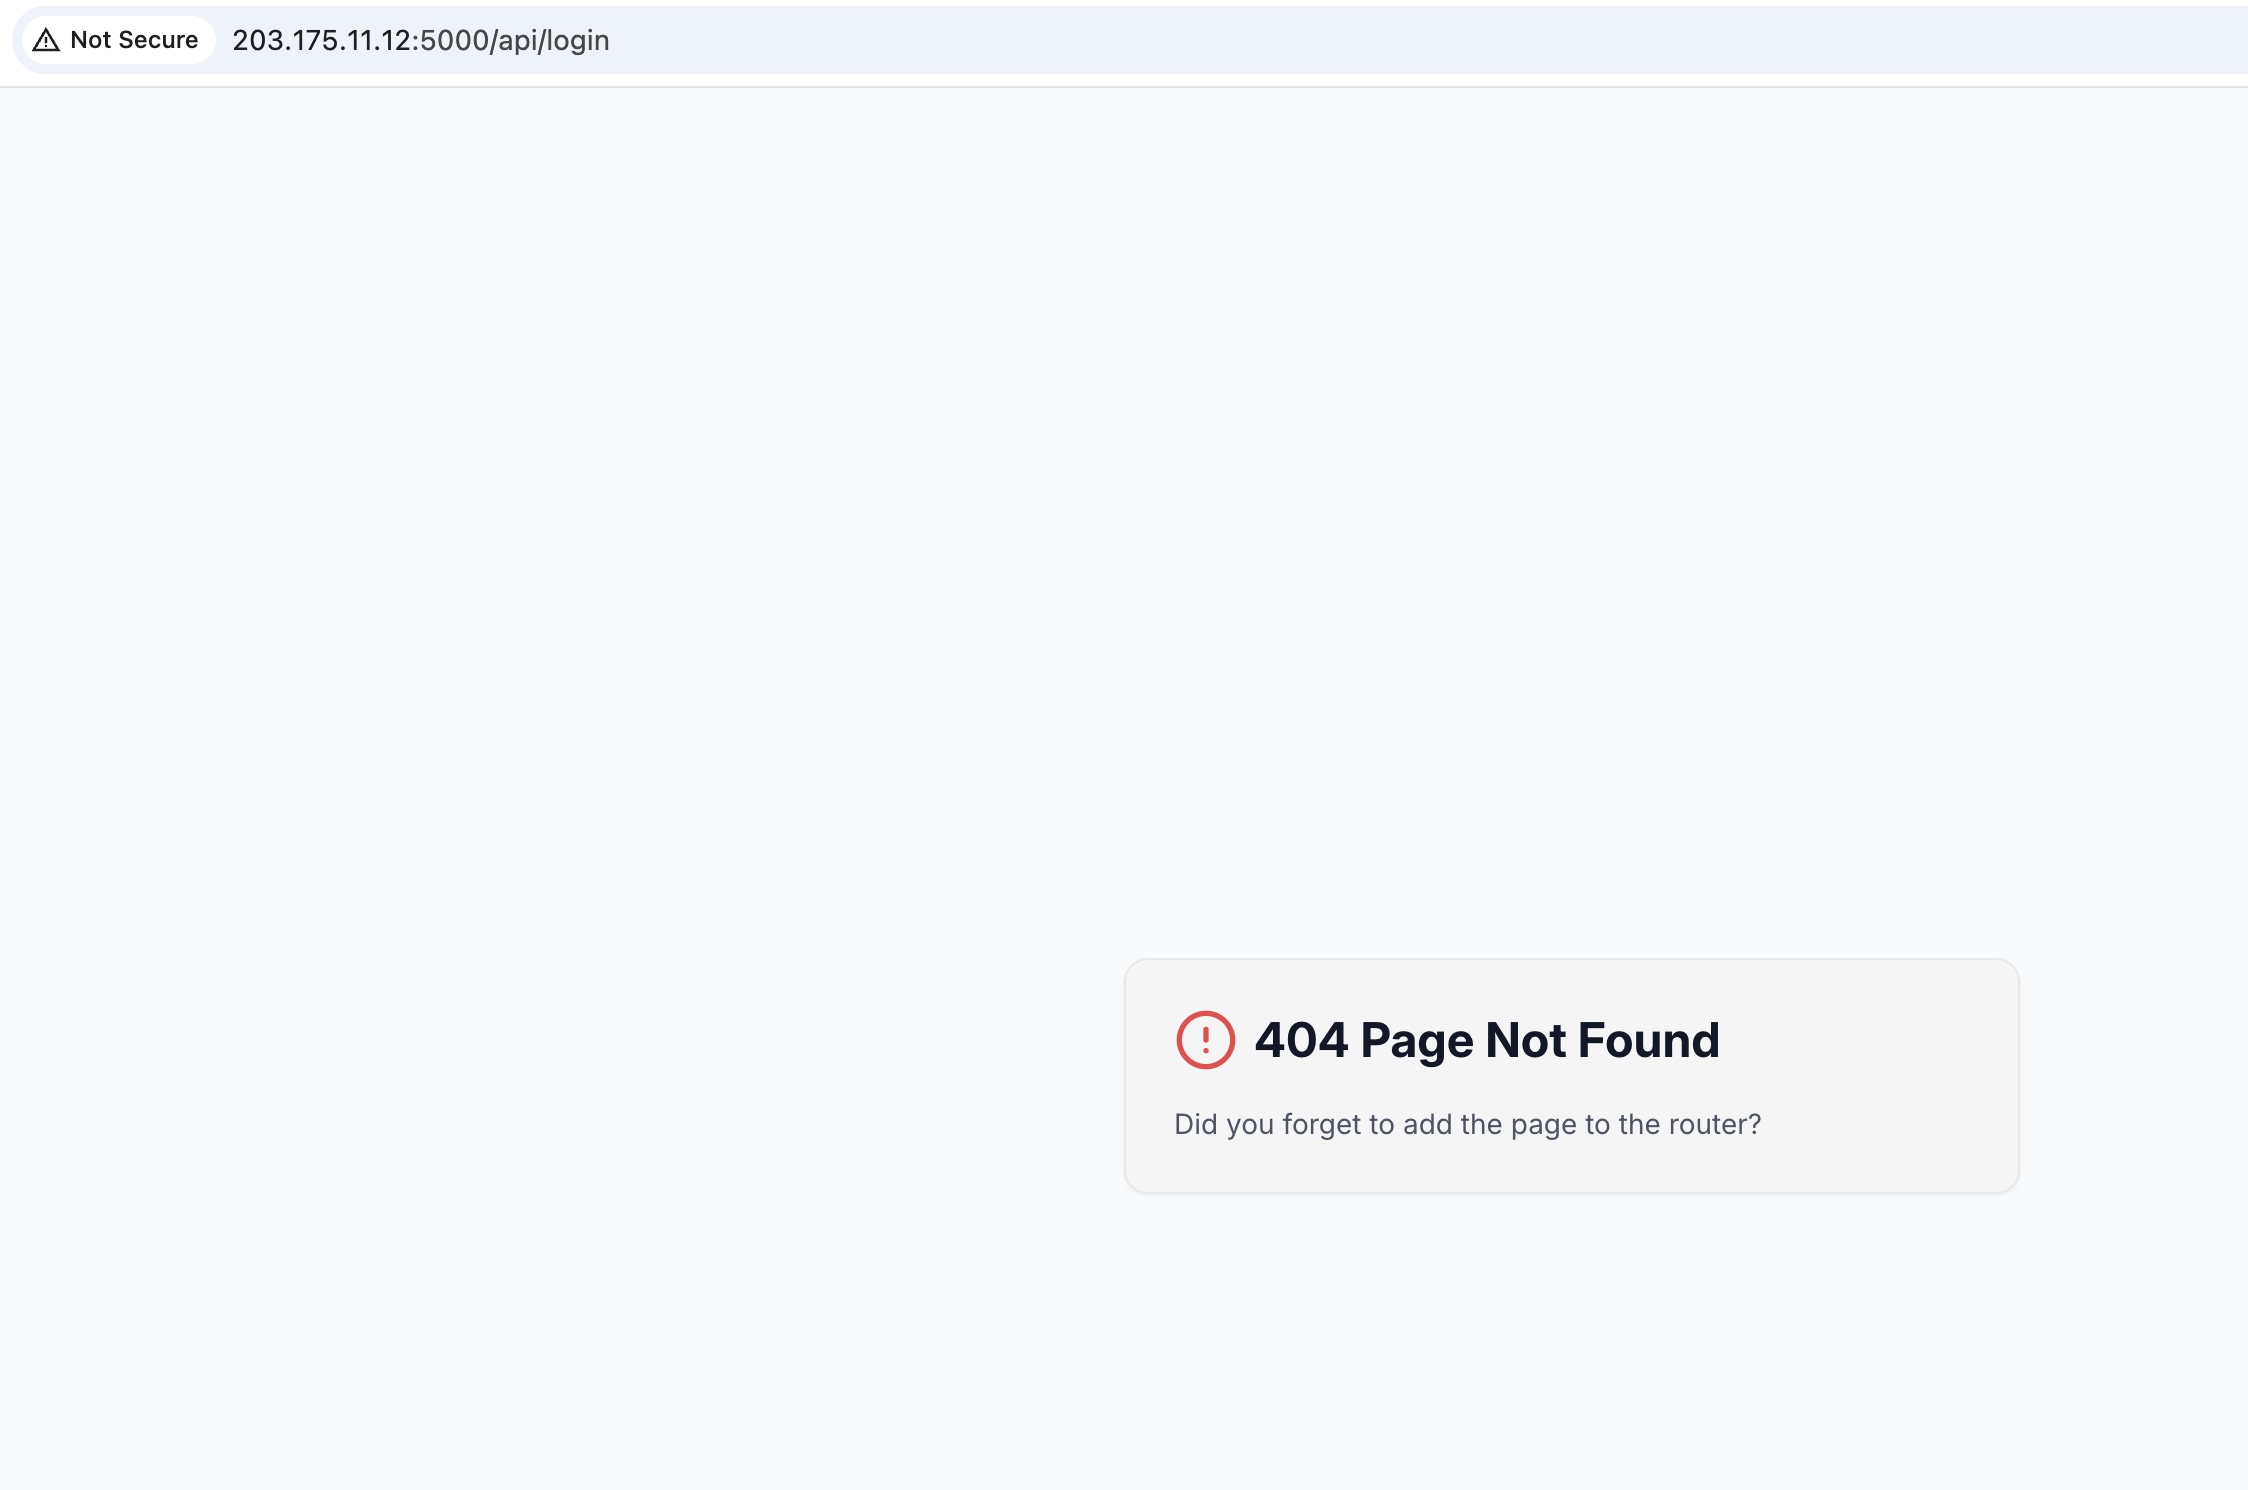 Not Secure 203.175.11.12:5000/api/login
404 Page Not Found
Did you forget to add the page to the router?